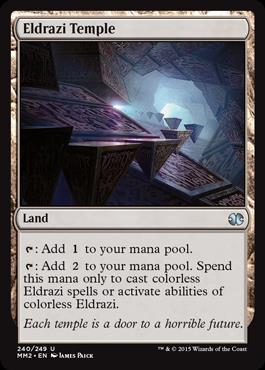 Eldrazi Temple
Land
: Add 1 to your mana pool.
: Add 2 to your mana pool. Spend
this mana only to cast colorless
Eldrazi spells or activate abilities of
colorless Eldrazi.
Each temple is a door to a horrible future.
240/249 U
MM2 • EN James Paick
™ & © 2015 Wizards of the Coast